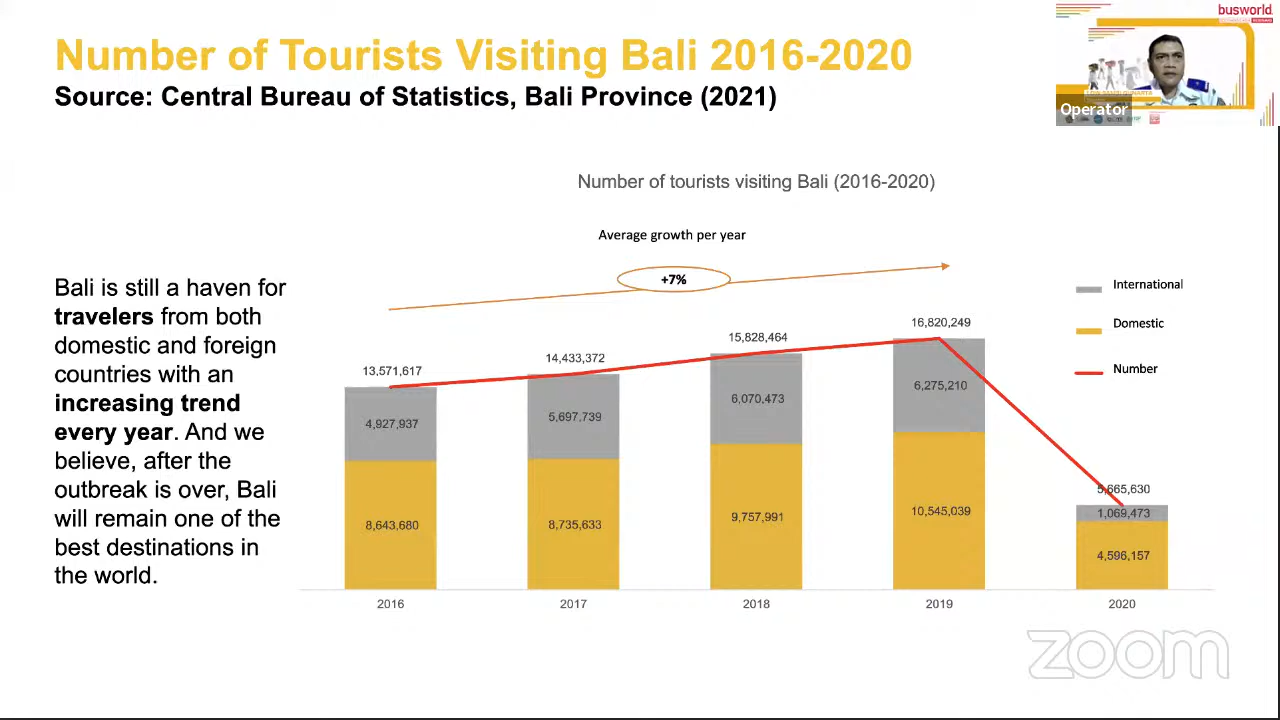 Number of Tourists Visiting Bali 2016-2020
Source: Central Bureau of Statistics, Bali Province (2021)
busworld
Operator
Number of tourists visiting Bali (2016-2020)
Average growth per year
+7%
Bali is still a haven for
travelers from both
domestic and foreign
countries with an
increasing trend
every year. And we
believe, after the
outbreak is over, Bali
will remain one of the
best destinations in
the world.
International
Domestic
Number
13,571,617
14,433,372
15,828,464
16,820,249
5,665,630
4,927,937
5,697,739
6,070,473
6,275,210
1,069,473
8,643,680
8,735,633
9,757,991
10,545,039
4,596,157
2016
2017
2018
2019
2020
zoom